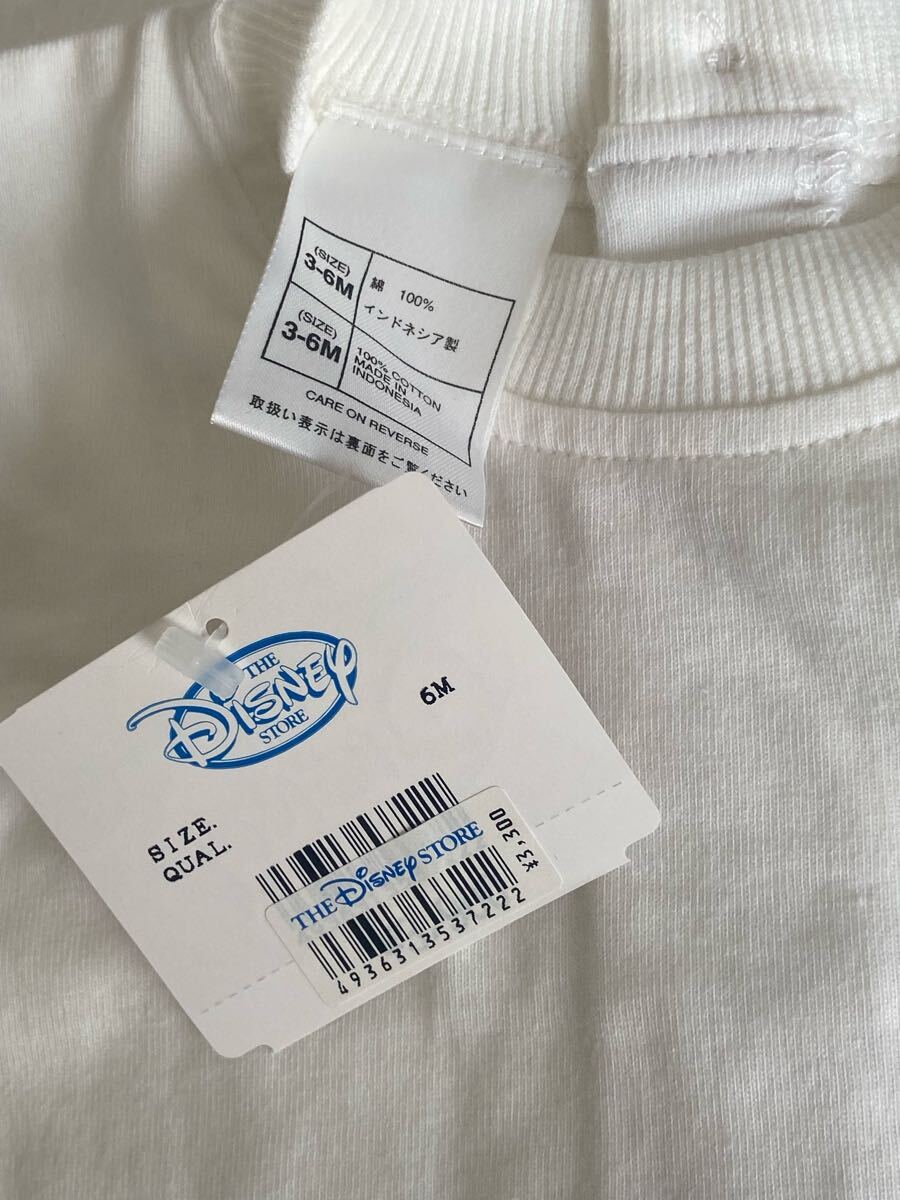 (SIZE)
3-6M
綿 100%
インドネシア製
(SIZE)
3-6M
100% COTTON
MADE IN
INDONESIA
CARE ON REVERSE
取扱い表示は裏面をご覧ください
THE
DISNEY
STORE
6M
SIZE.
QUAL.
THE DISNEY STORE
¥3,300
4936313537222